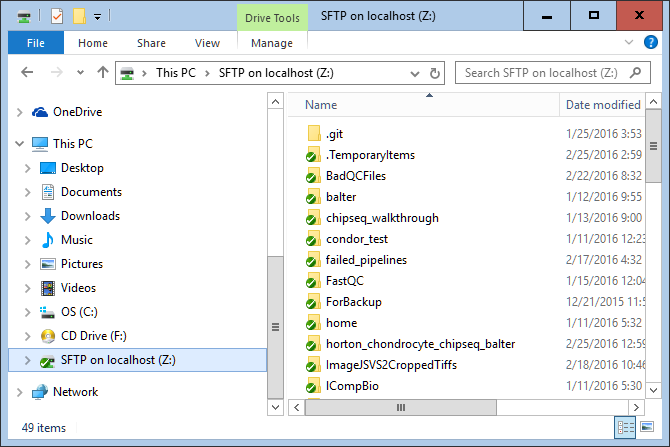 Drive Tools
SFTP on localhost (Z:)
File
Home
Share
View
Manage
This PC
SFTP on localhost (Z:)
Search SFTP on localhost (Z:)
OneDrive
This PC
Desktop
Documents
Downloads
Music
Pictures
Videos
OS (C:)
CD Drive (F:)
SFTP on localhost (Z:)
Network
Name Date modified
.git 1/25/2016 3:53
.TemporaryItems 2/25/2016 2:59
BadQCFiles 2/22/2016 8:32
balter 1/12/2016 9:55
chipseq_walkthrough 1/13/2016 9:00
condor_test 1/11/2016 12:23
failed_pipelines 2/17/2016 4:32
FastQC 1/15/2016 12:04
ForBackup 12/21/2015 11:5
home 1/11/2016 5:32
horton_chondrocyte_chipseq_balter 2/25/2016 12:59
ImageJSVS2CroppedTiffs 2/18/2016 10:46
ICompBio 1/11/2016 5:30
49 items